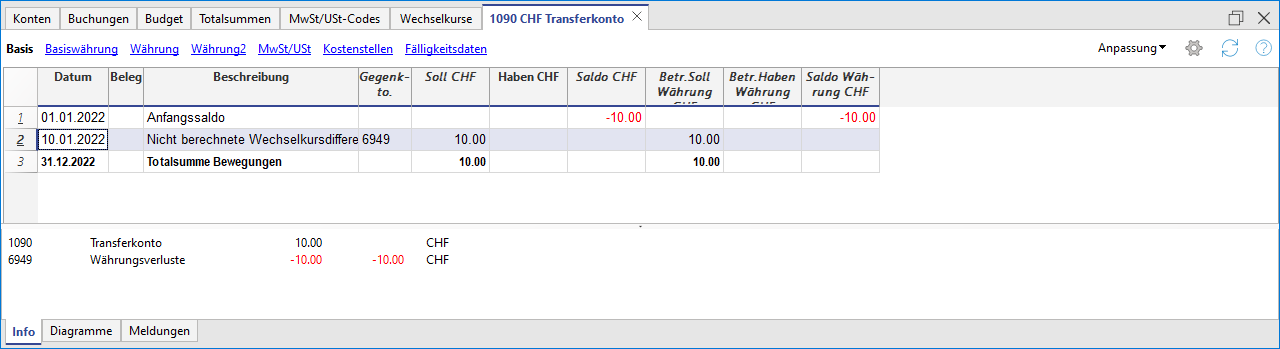 Konten Buchungen Budget Totalsummen MwSt/USt-Codes Wechselkurse 1090 CHF Transferkonto
Basis Basiswährung Währung Währung2 MwSt/USt Kostenstellen Fälligkeitsdaten Anpassung
Datum Beleg Beschreibung Gegenk- Soll CHF Haben CHF Saldo CHF Betr.Soll Betr.Haben Saldo Wäh-
to. Währung Währung rung CHF
CHF CHF
1 01.01.2022 Anfangssaldo -10.00 -10.00
2 10.01.2022 Nicht berechnete Wechselkursdiffere 6949 10.00 10.00
3 31.12.2022 Totalsumme Bewegungen 10.00 10.00
1090 Transferkonto 10.00 CHF
6949 Währungsverluste -10.00 -10.00 CHF
Info Diagramme Meldungen